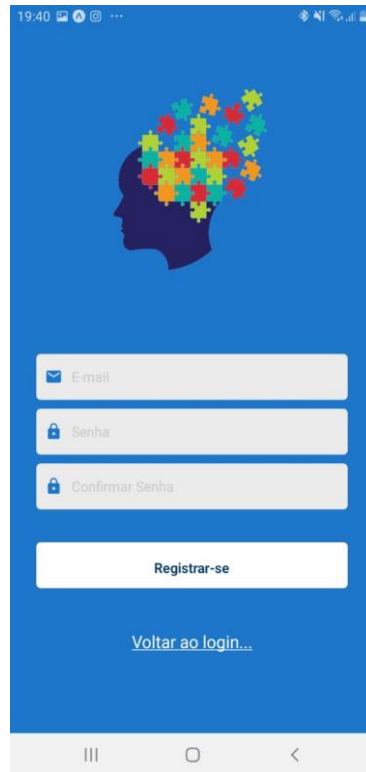 19:40
E-mail
Senha
Confirmar Senha
Registrar-se
Voltar ao login...